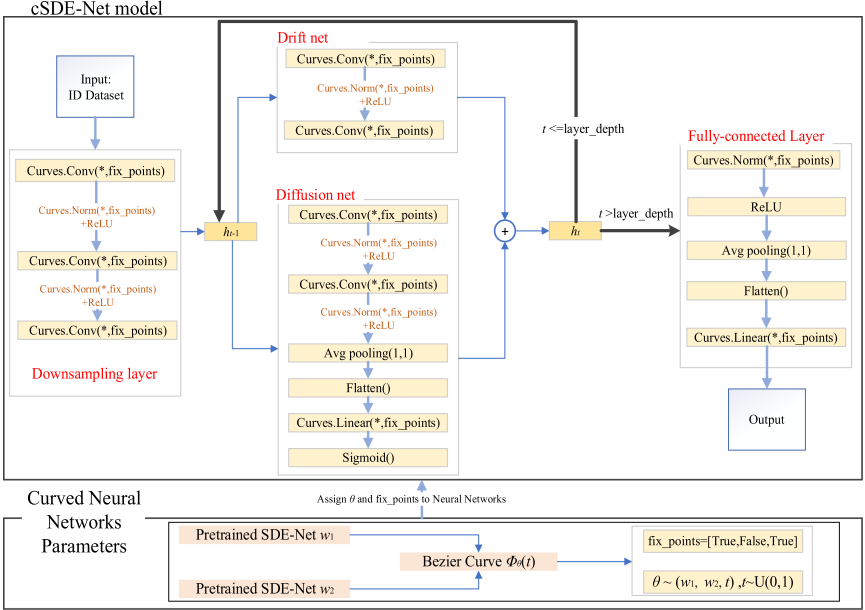 cSDE-Net model
Input:
ID Dataset
Curves.Conv(*,fix_points)
Curves.Norm(*,fix_points)
+ReLU
Curves.Conv(*,fix_points)
Curves.Norm(*,fix_points)
+ReLU
Curves.Conv(*,fix_points)
Downsampling layer
hₜ₋₁
Drift net
Curves.Conv(*,fix_points)
Curves.Norm(*,fix_points)
+ReLU
Curves.Conv(*,fix_points)
Diffusion net
Curves.Conv(*,fix_points)
Curves.Norm(*,fix_points)
+ReLU
Curves.Conv(*,fix_points)
Curves.Norm(*,fix_points)
+ReLU
Avg pooling(1,1)
Flatten()
Curves.Linear(*,fix_points)
Sigmoid()
+
hₜ
t <=layer_depth
t >layer_depth
Fully-connected Layer
Curves.Norm(*,fix_points)
ReLU
Avg pooling(1,1)
Flatten()
Curves.Linear(*,fix_points)
Output
Assign θ and fix_points to Neural Networks
Curved Neural
Networks
Parameters
Pretrained SDE-Net w₁
Pretrained SDE-Net w₂
Bezier Curve Φ_θ(t)
fix_points=[True,False,True]
θ ~ (w₁, w₂, t) ,t~U(0,1)